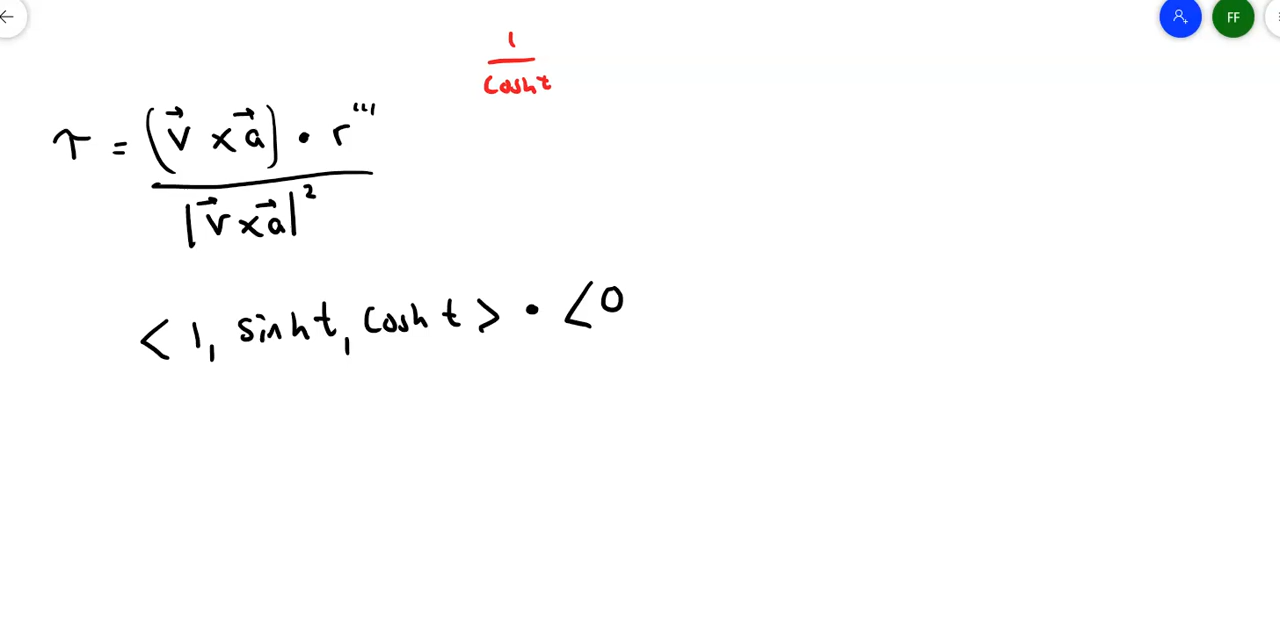 FF
1
cosh t
τ = (v⃗ × a⃗) • r'''
|v⃗ × a⃗|²
< 1, sinh t, cosh t > • < 0